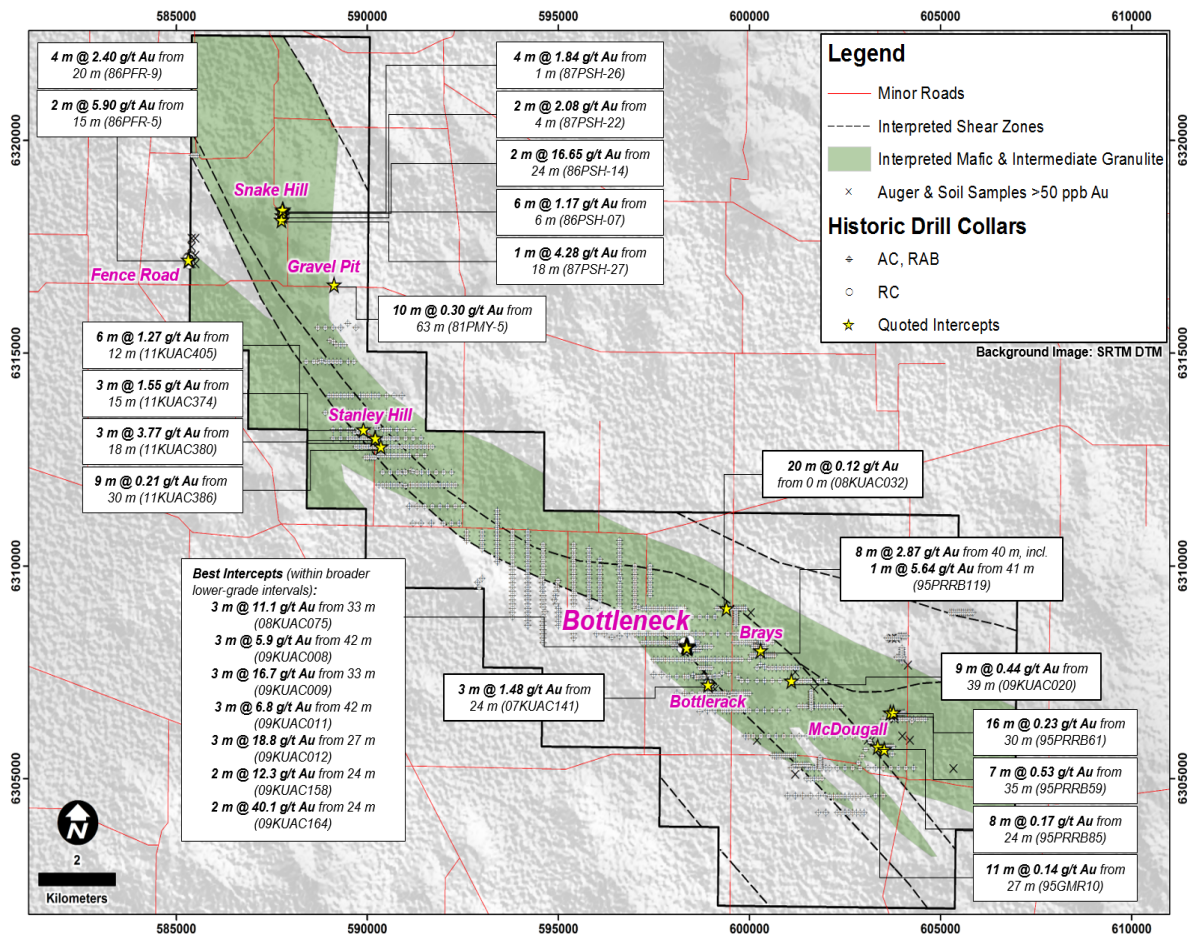 585000
590000
595000
600000
605000
610000
4 m @ 2.40 g/t Au from
20 m (86PFR-9)
2 m @ 5.90 g/t Au from
15 m (86PFR-5)
4 m @ 1.84 g/t Au from
1 m (87PSH-26)
2 m @ 2.08 g/t Au from
4 m (87PSH-22)
2 m @ 16.65 g/t Au from
24 m (86PSH-14)
6 m @ 1.17 g/t Au from
6 m (86PSH-07)
1 m @ 4.28 g/t Au from
18 m (87PSH-27)
Legend
Minor Roads
Interpreted Shear Zones
Interpreted Mafic & Intermediate Granulite
Auger & Soil Samples >50 ppb Au
Historic Drill Collars
AC, RAB
RC
Quoted Intercepts
Background Image: SRTM DTM
6320000
6320000
Snake Hill
Fence Road
Gravel Pit
10 m @ 0.30 g/t Au from
63 m (81PMY-5)
6315000
6315000
6 m @ 1.27 g/t Au from
12 m (11KUAC405)
3 m @ 1.55 g/t Au from
15 m (11KUAC374)
3 m @ 3.77 g/t Au from
18 m (11KUAC380)
9 m @ 0.21 g/t Au from
30 m (11KUAC386)
Stanley Hill
20 m @ 0.12 g/t Au
from 0 m (08KUAC032)
6310000
6310000
8 m @ 2.87 g/t Au from 40 m, incl.
1 m @ 5.64 g/t Au from 41 m
(95PRRB119)
Best Intercepts (within broader
lower-grade intervals):
3 m @ 11.1 g/t Au from 33 m
(08KUAC075)
3 m @ 5.9 g/t Au from 42 m
(09KUAC008)
3 m @ 16.7 g/t Au from 33 m
(09KUAC009)
3 m @ 6.8 g/t Au from 42 m
(09KUAC011)
3 m @ 18.8 g/t Au from 27 m
(09KUAC012)
2 m @ 12.3 g/t Au from 24 m
(09KUAC158)
2 m @ 40.1 g/t Au from 24 m
(09KUAC164)
Bottleneck
Brays
9 m @ 0.44 g/t Au from
39 m (09KUAC020)
3 m @ 1.48 g/t Au from
24 m (07KUAC141)
Bottlerack
McDougall
16 m @ 0.23 g/t Au from
30 m (95PRRB61)
7 m @ 0.53 g/t Au from
35 m (95PRRB59)
8 m @ 0.17 g/t Au from
24 m (95PRRB85)
11 m @ 0.14 g/t Au from
27 m (95GMR10)
6305000
6305000
N
2
Kilometers
585000
590000
595000
600000
605000
610000